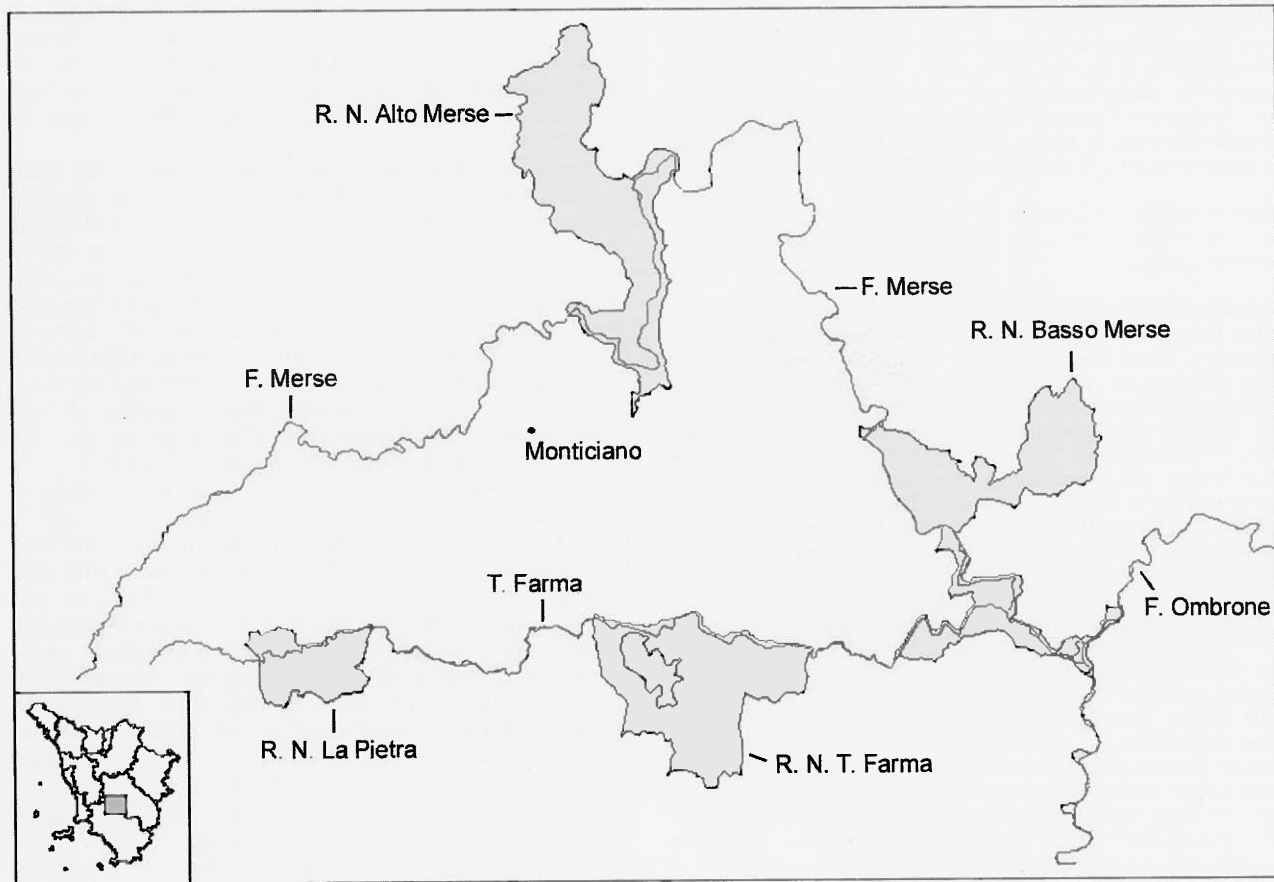 R. N. Alto Merse
F. Merse
R. N. Basso Merse
F. Merse
Monticiano
T. Farma
F. Ombrone
R. N. La Pietra
R. N. T. Farma